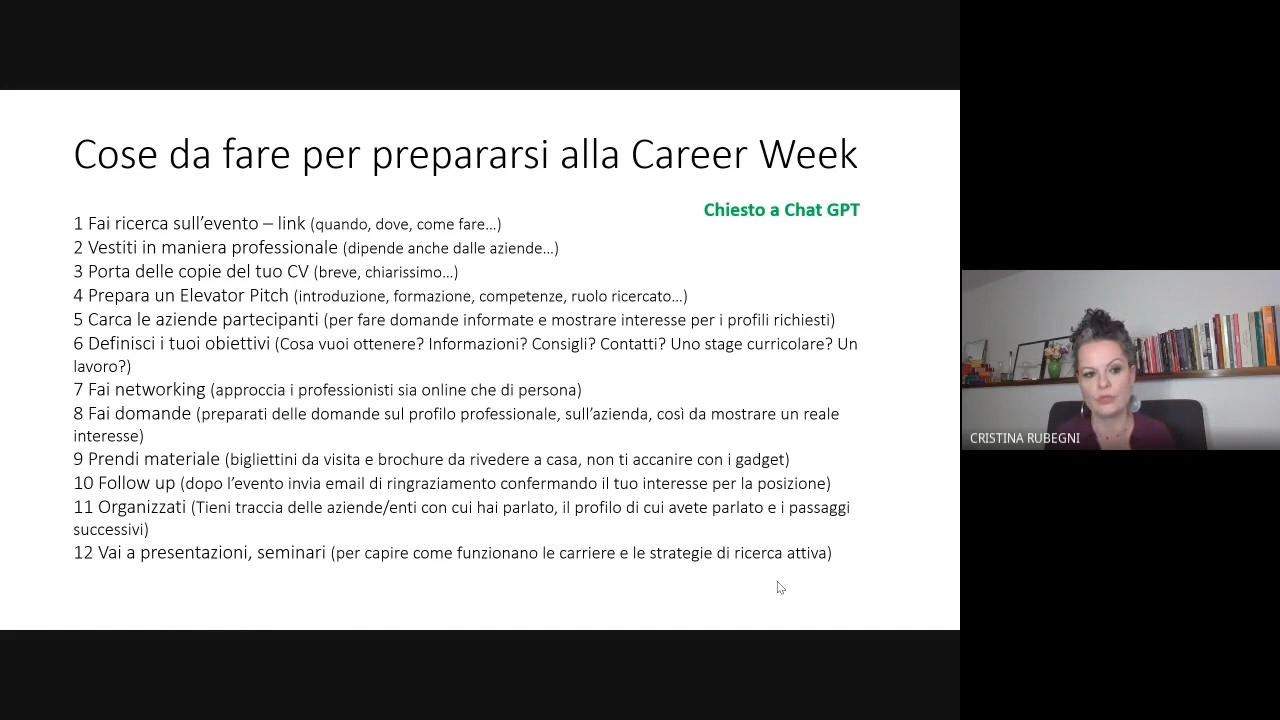 Cose da fare per prepararsi alla Career Week
Chiesto a Chat GPT
1 Fai ricerca sull’evento – link (quando, dove, come fare…)
2 Vestiti in maniera professionale (dipende anche dalle aziende…)
3 Porta delle copie del tuo CV (breve, chiarissimo…)
4 Prepara un Elevator Pitch (introduzione, formazione, competenze, ruolo ricercato…)
5 Carca le aziende partecipanti (per fare domande informate e mostrare interesse per i profili richiesti)
6 Definisci i tuoi obiettivi (Cosa vuoi ottenere? Informazioni? Consigli? Contatti? Uno stage curricolare? Un
lavoro?)
7 Fai networking (approccia i professionisti sia online che di persona)
8 Fai domande (preparati delle domande sul profilo professionale, sull’azienda, così da mostrare un reale
interesse)
9 Prendi materiale (bigliettini da visita e brochure da rivedere a casa, non ti accanire con i gadget)
10 Follow up (dopo l’evento invia email di ringraziamento confermando il tuo interesse per la posizione)
11 Organizzati (Tieni traccia delle aziende/enti con cui hai parlato, il profilo di cui avete parlato e i passaggi
successivi)
12 Vai a presentazioni, seminari (per capire come funzionano le carriere e le strategie di ricerca attiva)
CRISTINA RUBEGNI